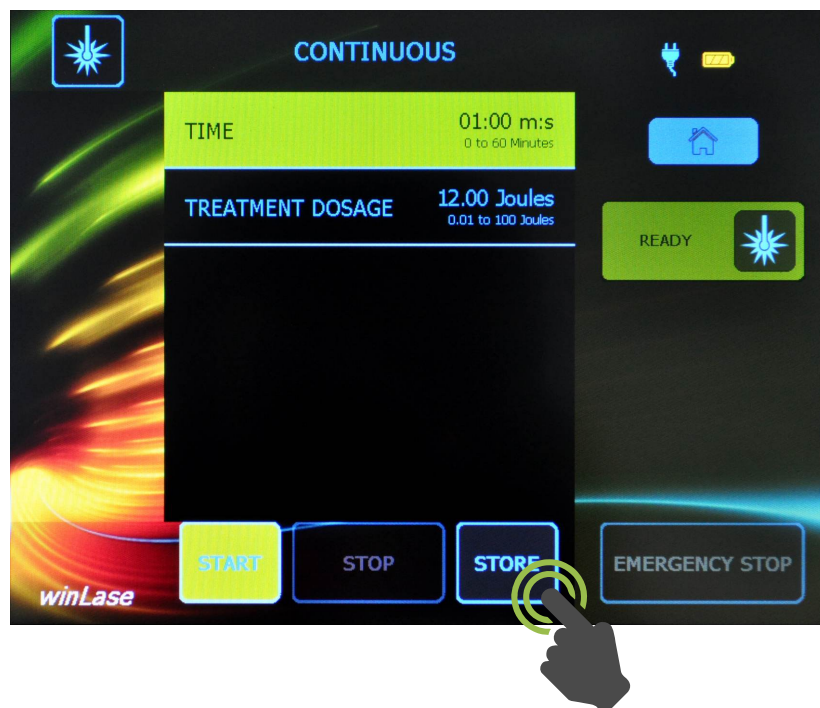 CONTINUOUS
TIME 01:00 m:s
0 to 60 Minutes
TREATMENT DOSAGE 12.00 Joules
0.01 to 100 Joules
READY
START STOP STORE EMERGENCY STOP
winLase